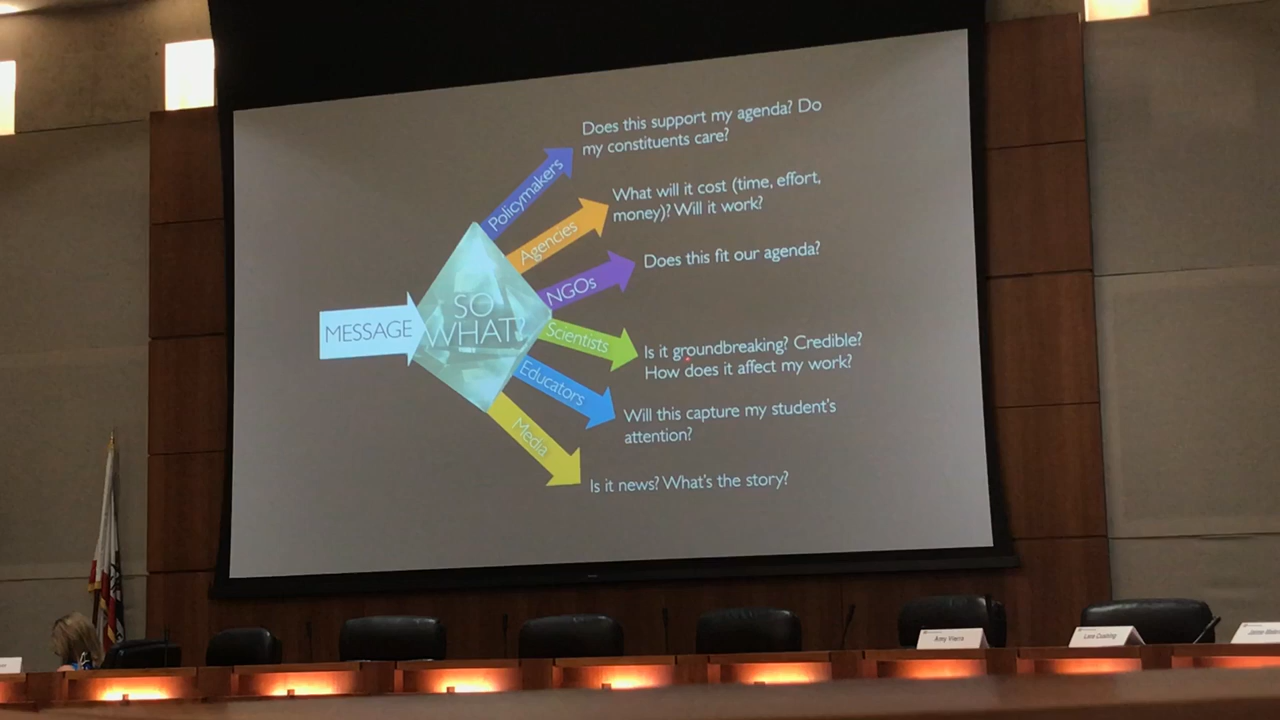 Does this support my agenda? Do
my constituents care?
Policymakers
What will it cost (time, effort,
money)? Will it work?
Agencies
Does this fit our agenda?
NGOs
SO
WHAT?
MESSAGE
Scientists
Is it groundbreaking? Credible?
How does it affect my work?
Educators
Will this capture my student's
attention?
Media
Is it news? What's the story?
Amy Vierra
Lara Cushing